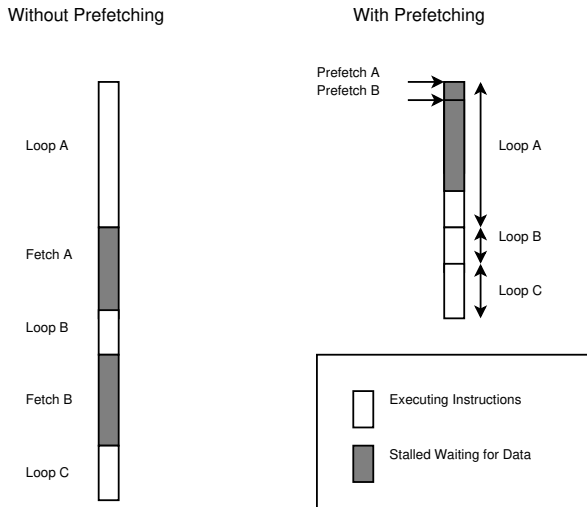 Without Prefetching
Loop A
Fetch A
Loop B
Fetch B
Loop C
With Prefetching
Prefetch A
Prefetch B
Loop A
Loop B
Loop C
Executing Instructions
Stalled Waiting for Data